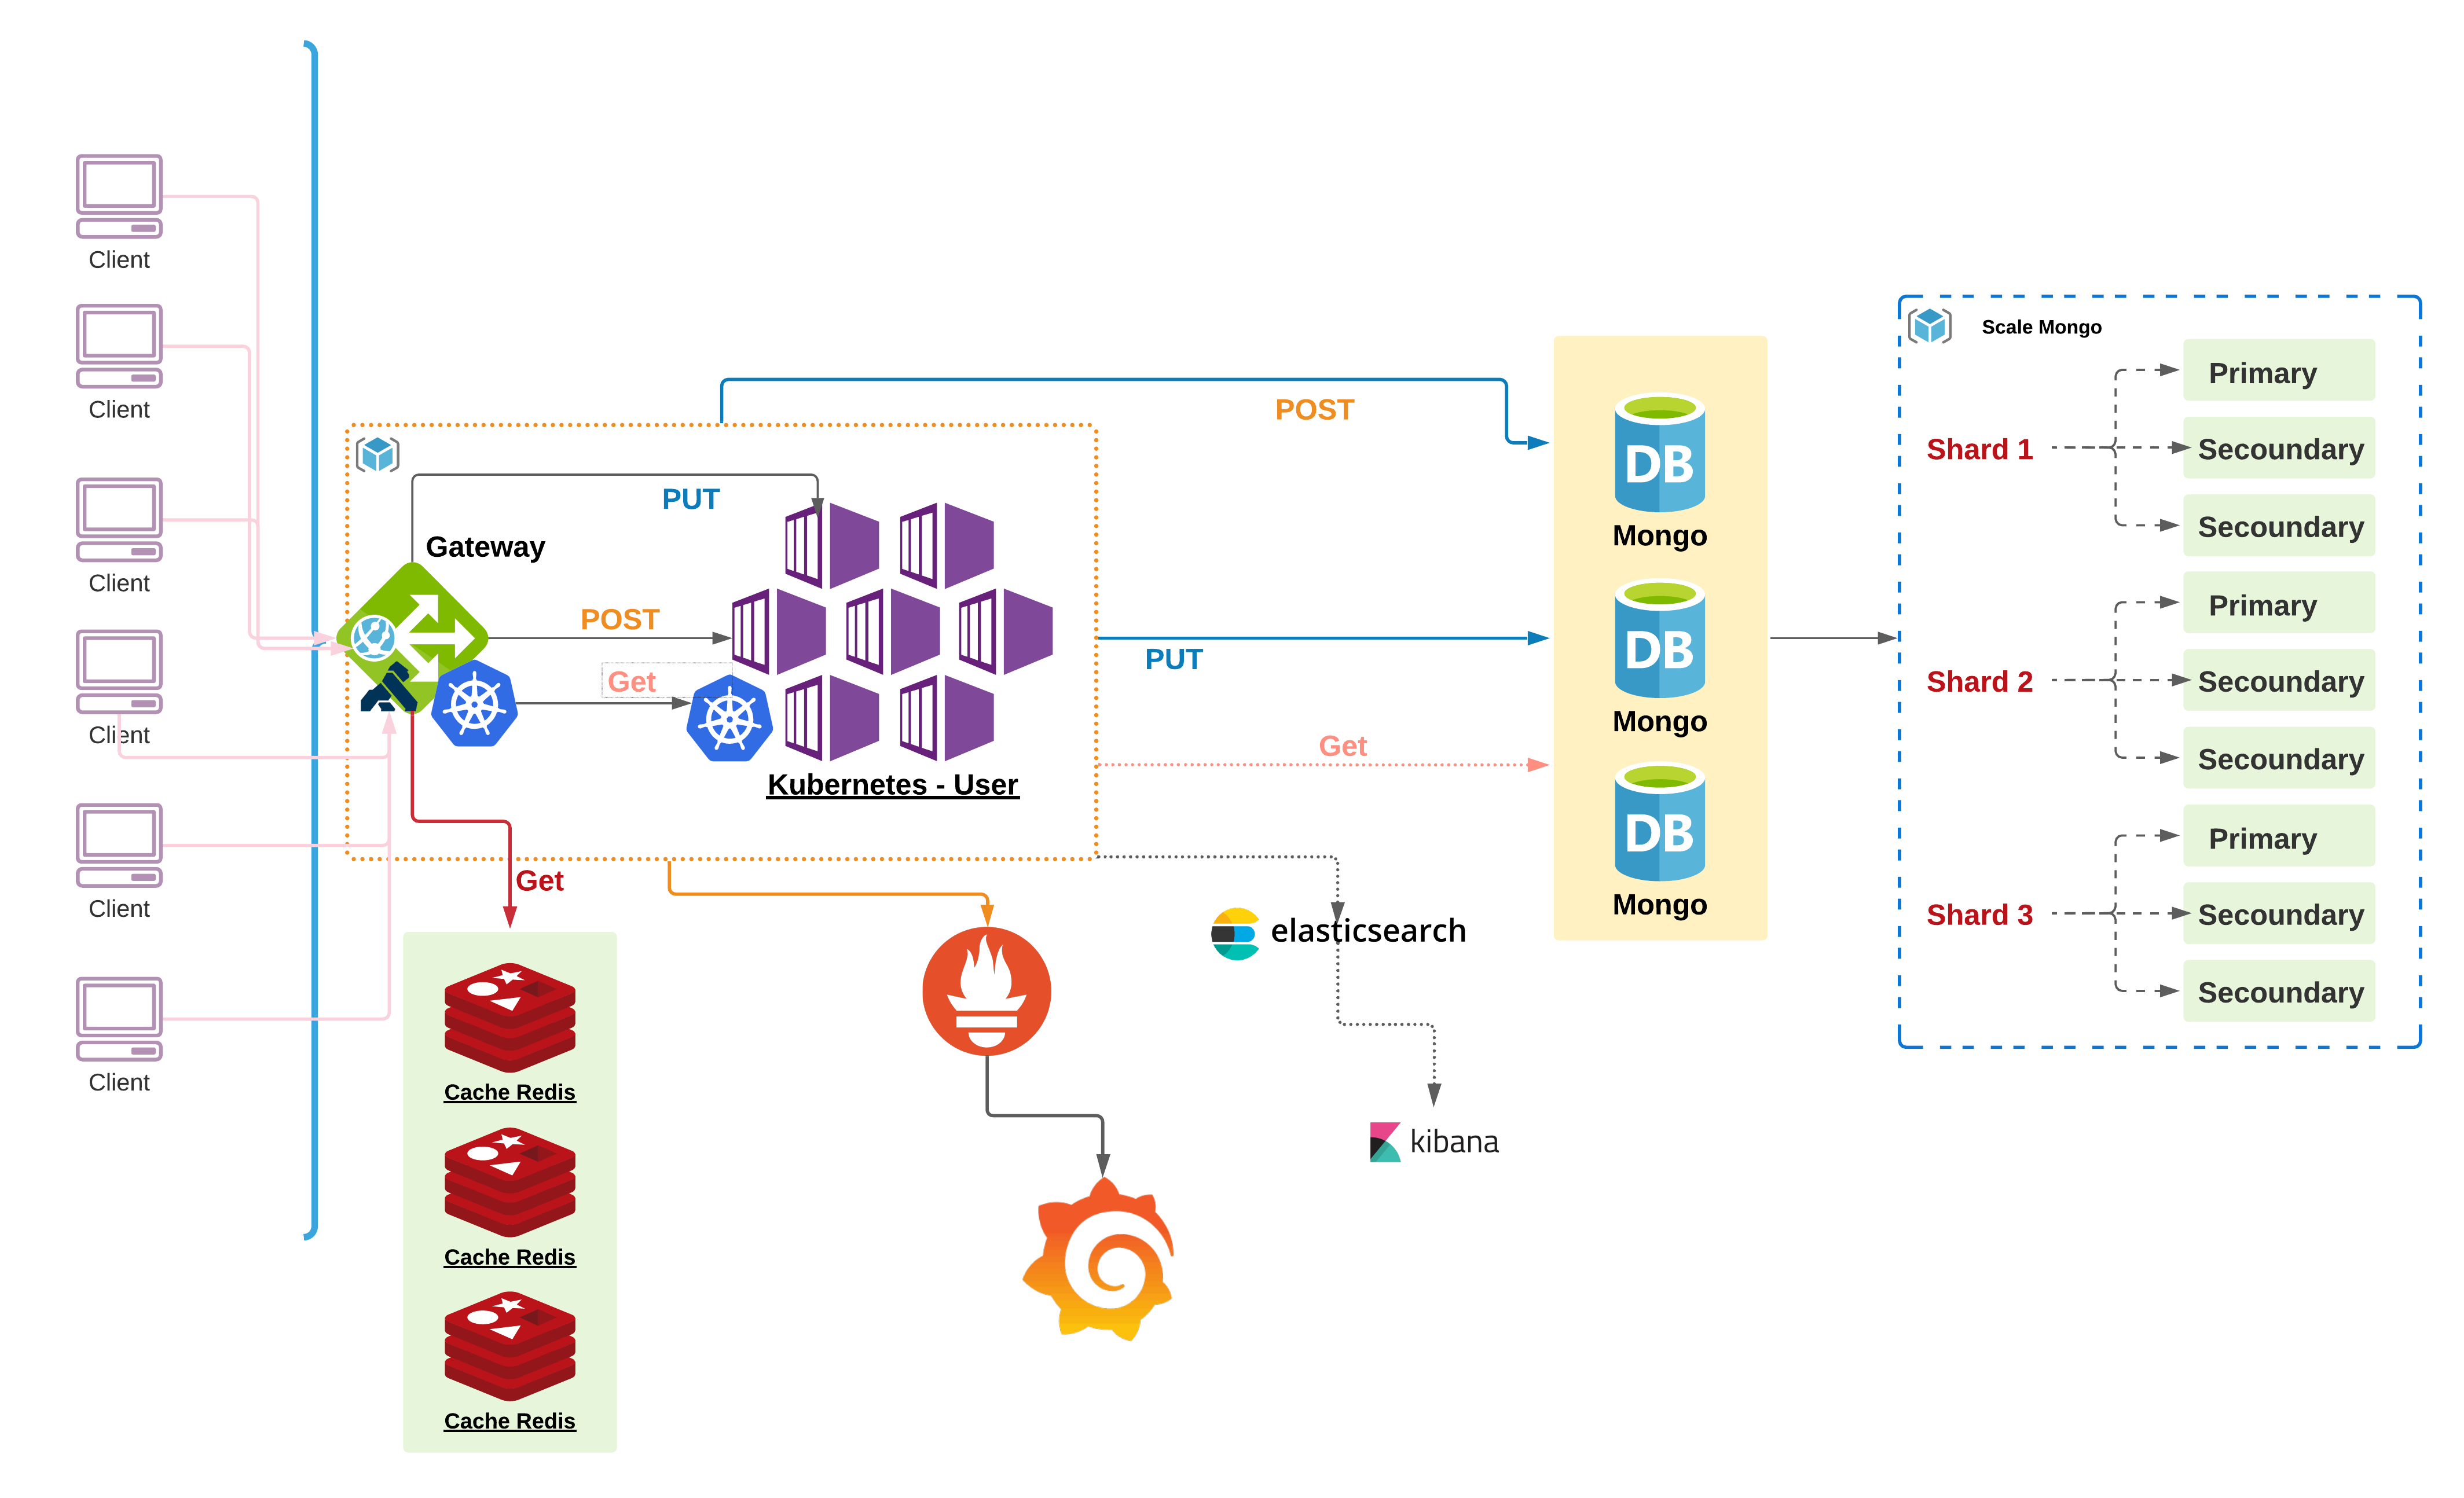 Client
Client
Client
Client
Client
Client
Gateway
PUT
POST
Get
Kubernetes - User
Get
Cache Redis
Cache Redis
Cache Redis
POST
PUT
Get
elasticsearch
kibana
DB
Mongo
DB
Mongo
DB
Mongo
Scale Mongo
Shard 1
Primary
Secoundary
Secoundary
Shard 2
Primary
Secoundary
Secoundary
Shard 3
Primary
Secoundary
Secoundary